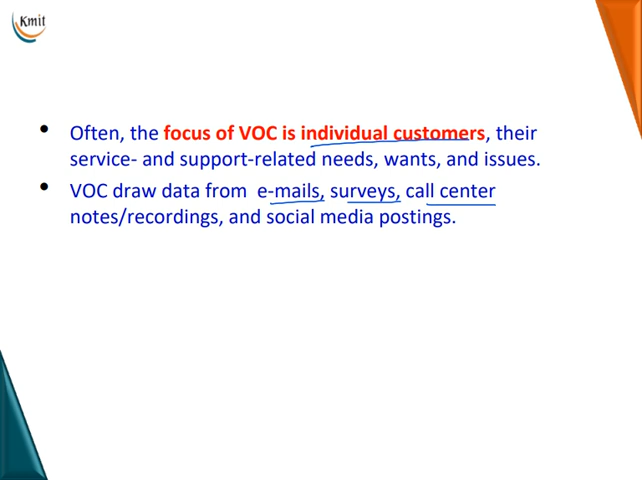 Kmit
• Often, the focus of VOC is individual customers, their
service- and support-related needs, wants, and issues.
• VOC draw data from e-mails, surveys, call center
notes/recordings, and social media postings.